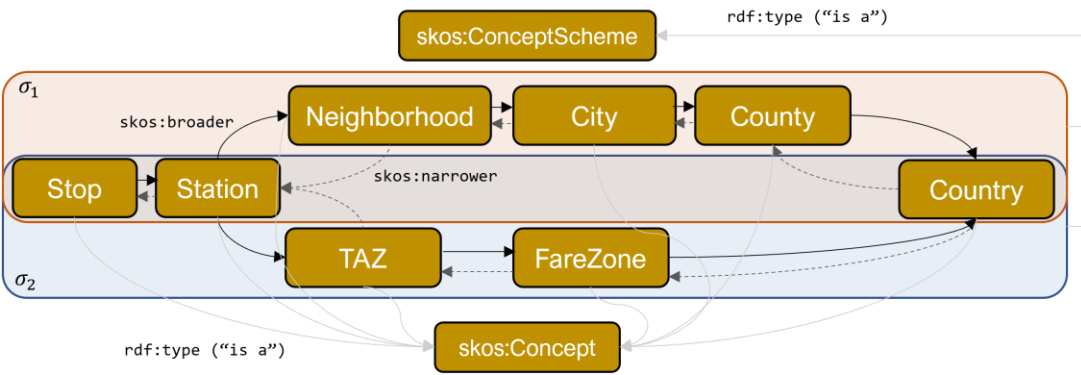 rdf:type (“is a”)
skos:ConceptScheme
σ1
Neighborhood
City
County
skos:broader
skos:narrower
Stop
Station
Country
TAZ
FareZone
σ2
rdf:type (“is a”)
skos:Concept